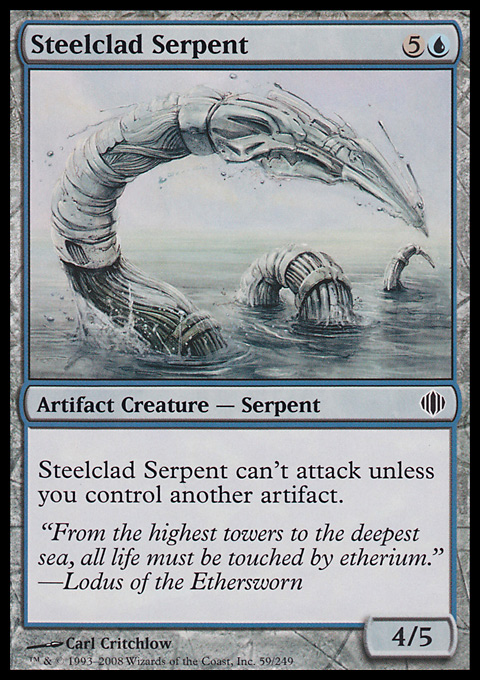 Steelclad Serpent 5
Artifact Creature — Serpent
Steelclad Serpent can't attack unless
you control another artifact.
“From the highest towers to the deepest
sea, all life must be touched by etherium.”
—Lodus of the Ethersworn
4/5
Carl Critchlow
™ & © 1993–2008 Wizards of the Coast, Inc. 59/249